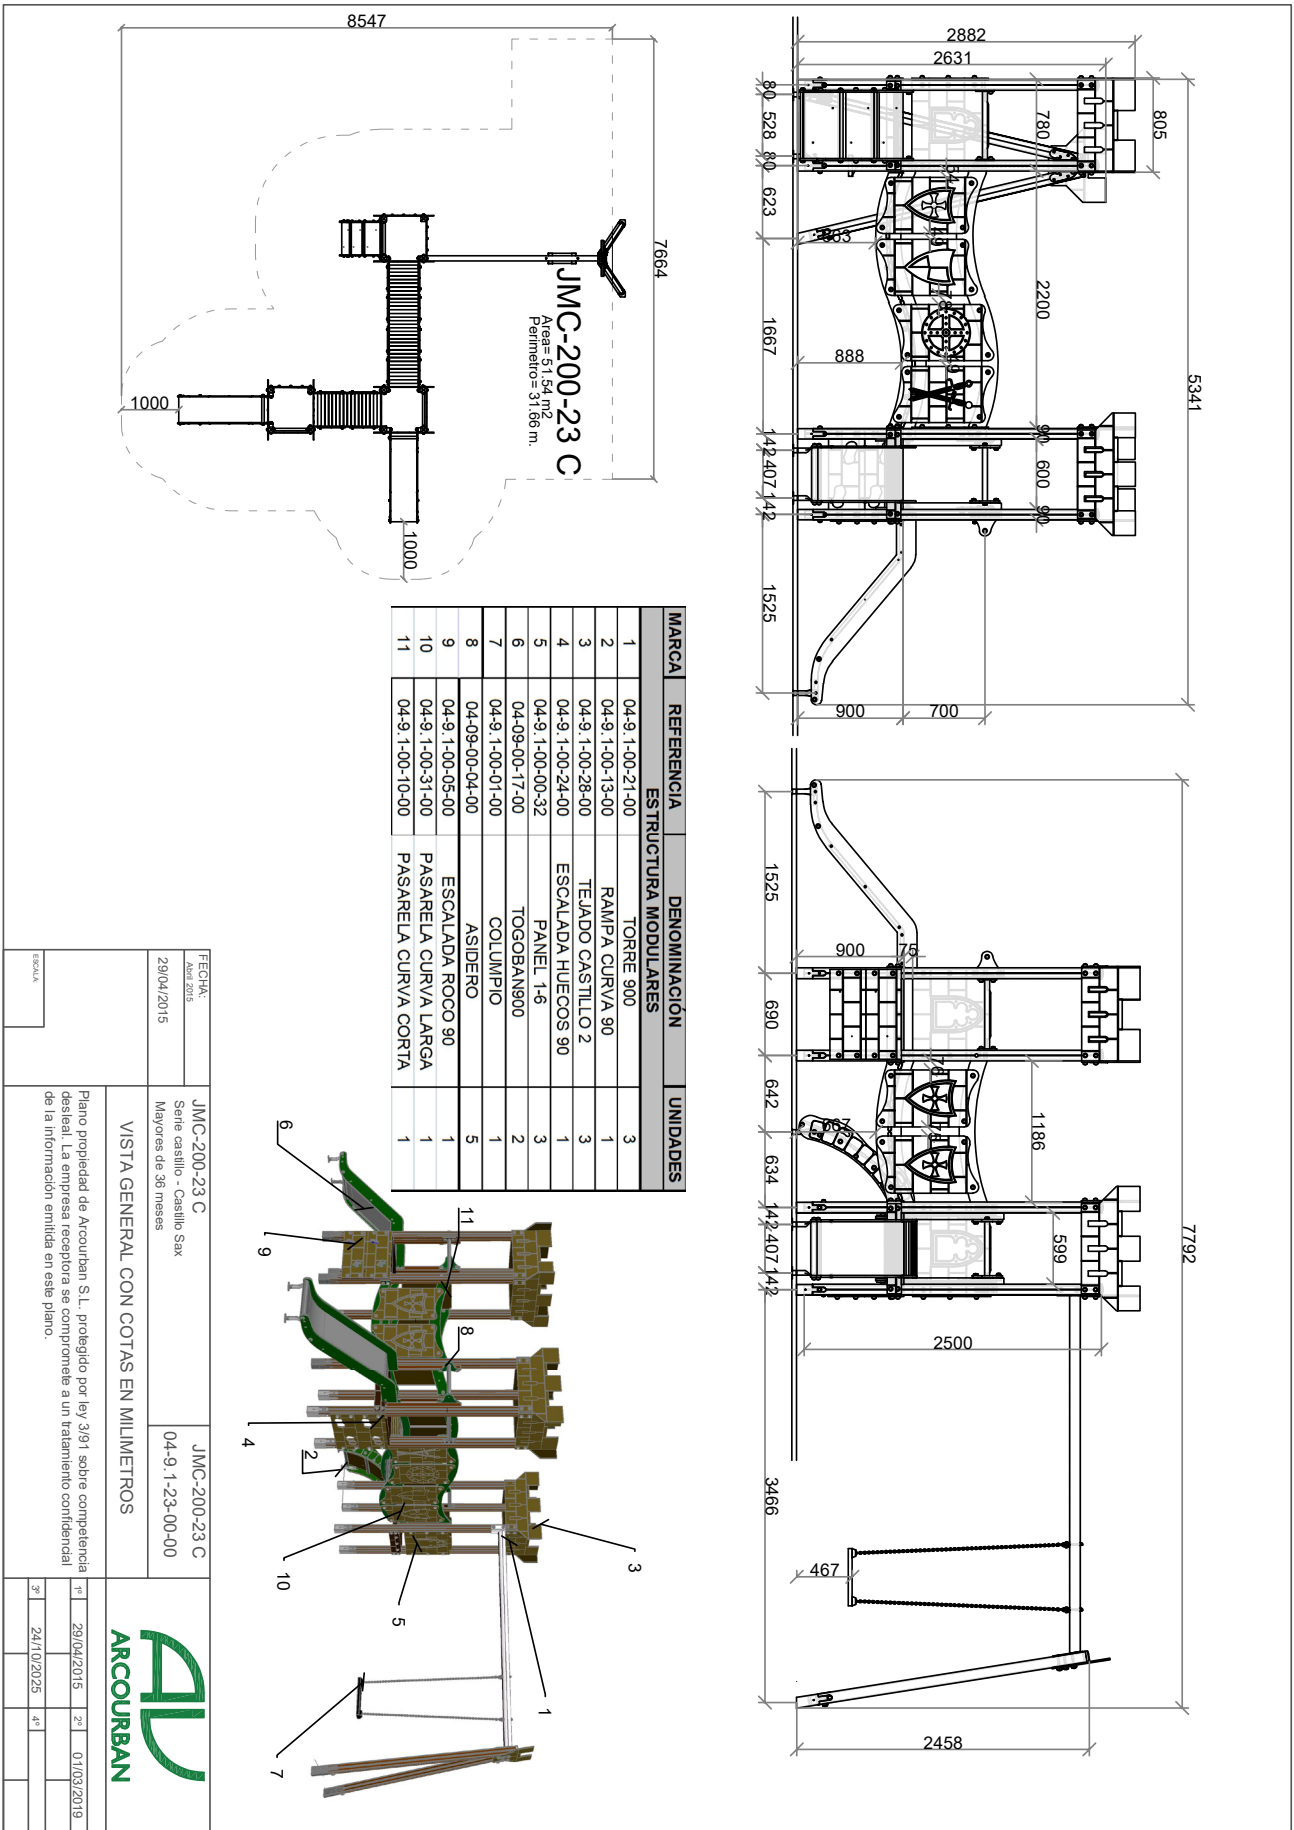 2882
2631
805
80
528
80
623
780
663
2200
1667
888
5341
142
407
142
90
600
90
1525
900
700
8547
7664
JMC-200-23 C
Area= 51.54 m2
Perimetro= 31.66 m.
1000
1000
7792
1525
900
75
690
642
667
1186
634
142
407
142
599
2500
3466
467
2458
MARCA REFERENCIA DENOMINACIÓN UNIDADES
ESTRUCTURA MODULARES
1 04-9.1-00-21-00 TORRE 900 3
2 04-9.1-00-13-00 RAMPA CURVA 90 1
3 04-9.1-00-28-00 TEJADO CASTILLO 2 3
4 04-9.1-00-24-00 ESCALADA HUECOS 90 1
5 04-9.1-00-00-32 PANEL 1-6 3
6 04-09-00-17-00 TOGOBAN900 2
7 04-9.1-00-01-00 COLUMPIO 1
8 04-09-00-04-00 ASIDERO 5
9 04-9.1-00-05-00 ESCALADA ROCO 90 1
10 04-9.1-00-31-00 PASARELA CURVA LARGA 1
11 04-9.1-00-10-00 PASARELA CURVA CORTA 1
6
9
11
8
4
2
10
5
3
1
7
FECHA:
Abril 2015
29/04/2015
ESCALA:
JMC-200-23 C
Serie castillo - Castillo Sax
Mayores de 36 meses
JMC-200-23 C
04-9.1-23-00-00
VISTA GENERAL CON COTAS EN MILIMETROS
Plano propiedad de Arcourban S.L. protegido por ley 3/91 sobre competencia
desleal. La empresa receptora se compromete a un tratamiento confidencial
de la información emitida en este plano.
AU
ARCOURBAN
1º 29/04/2015 2º 01/03/2019
3º 24/10/2025 4º